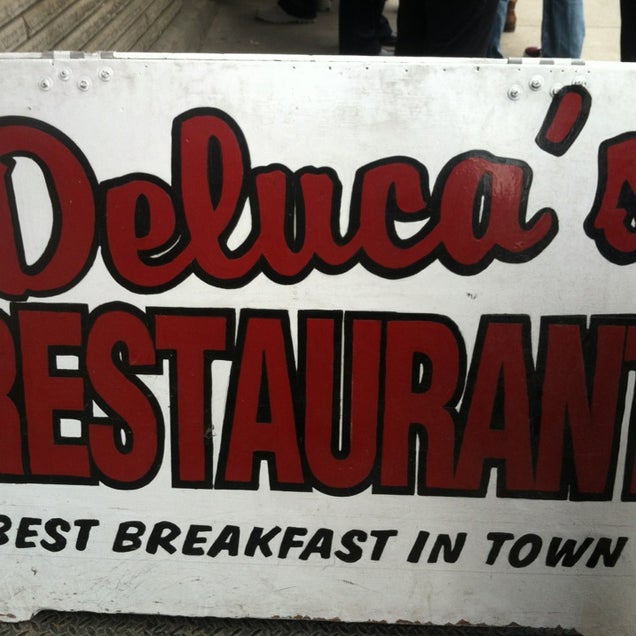 Deluca's
RESTAURANT
BEST BREAKFAST IN TOWN